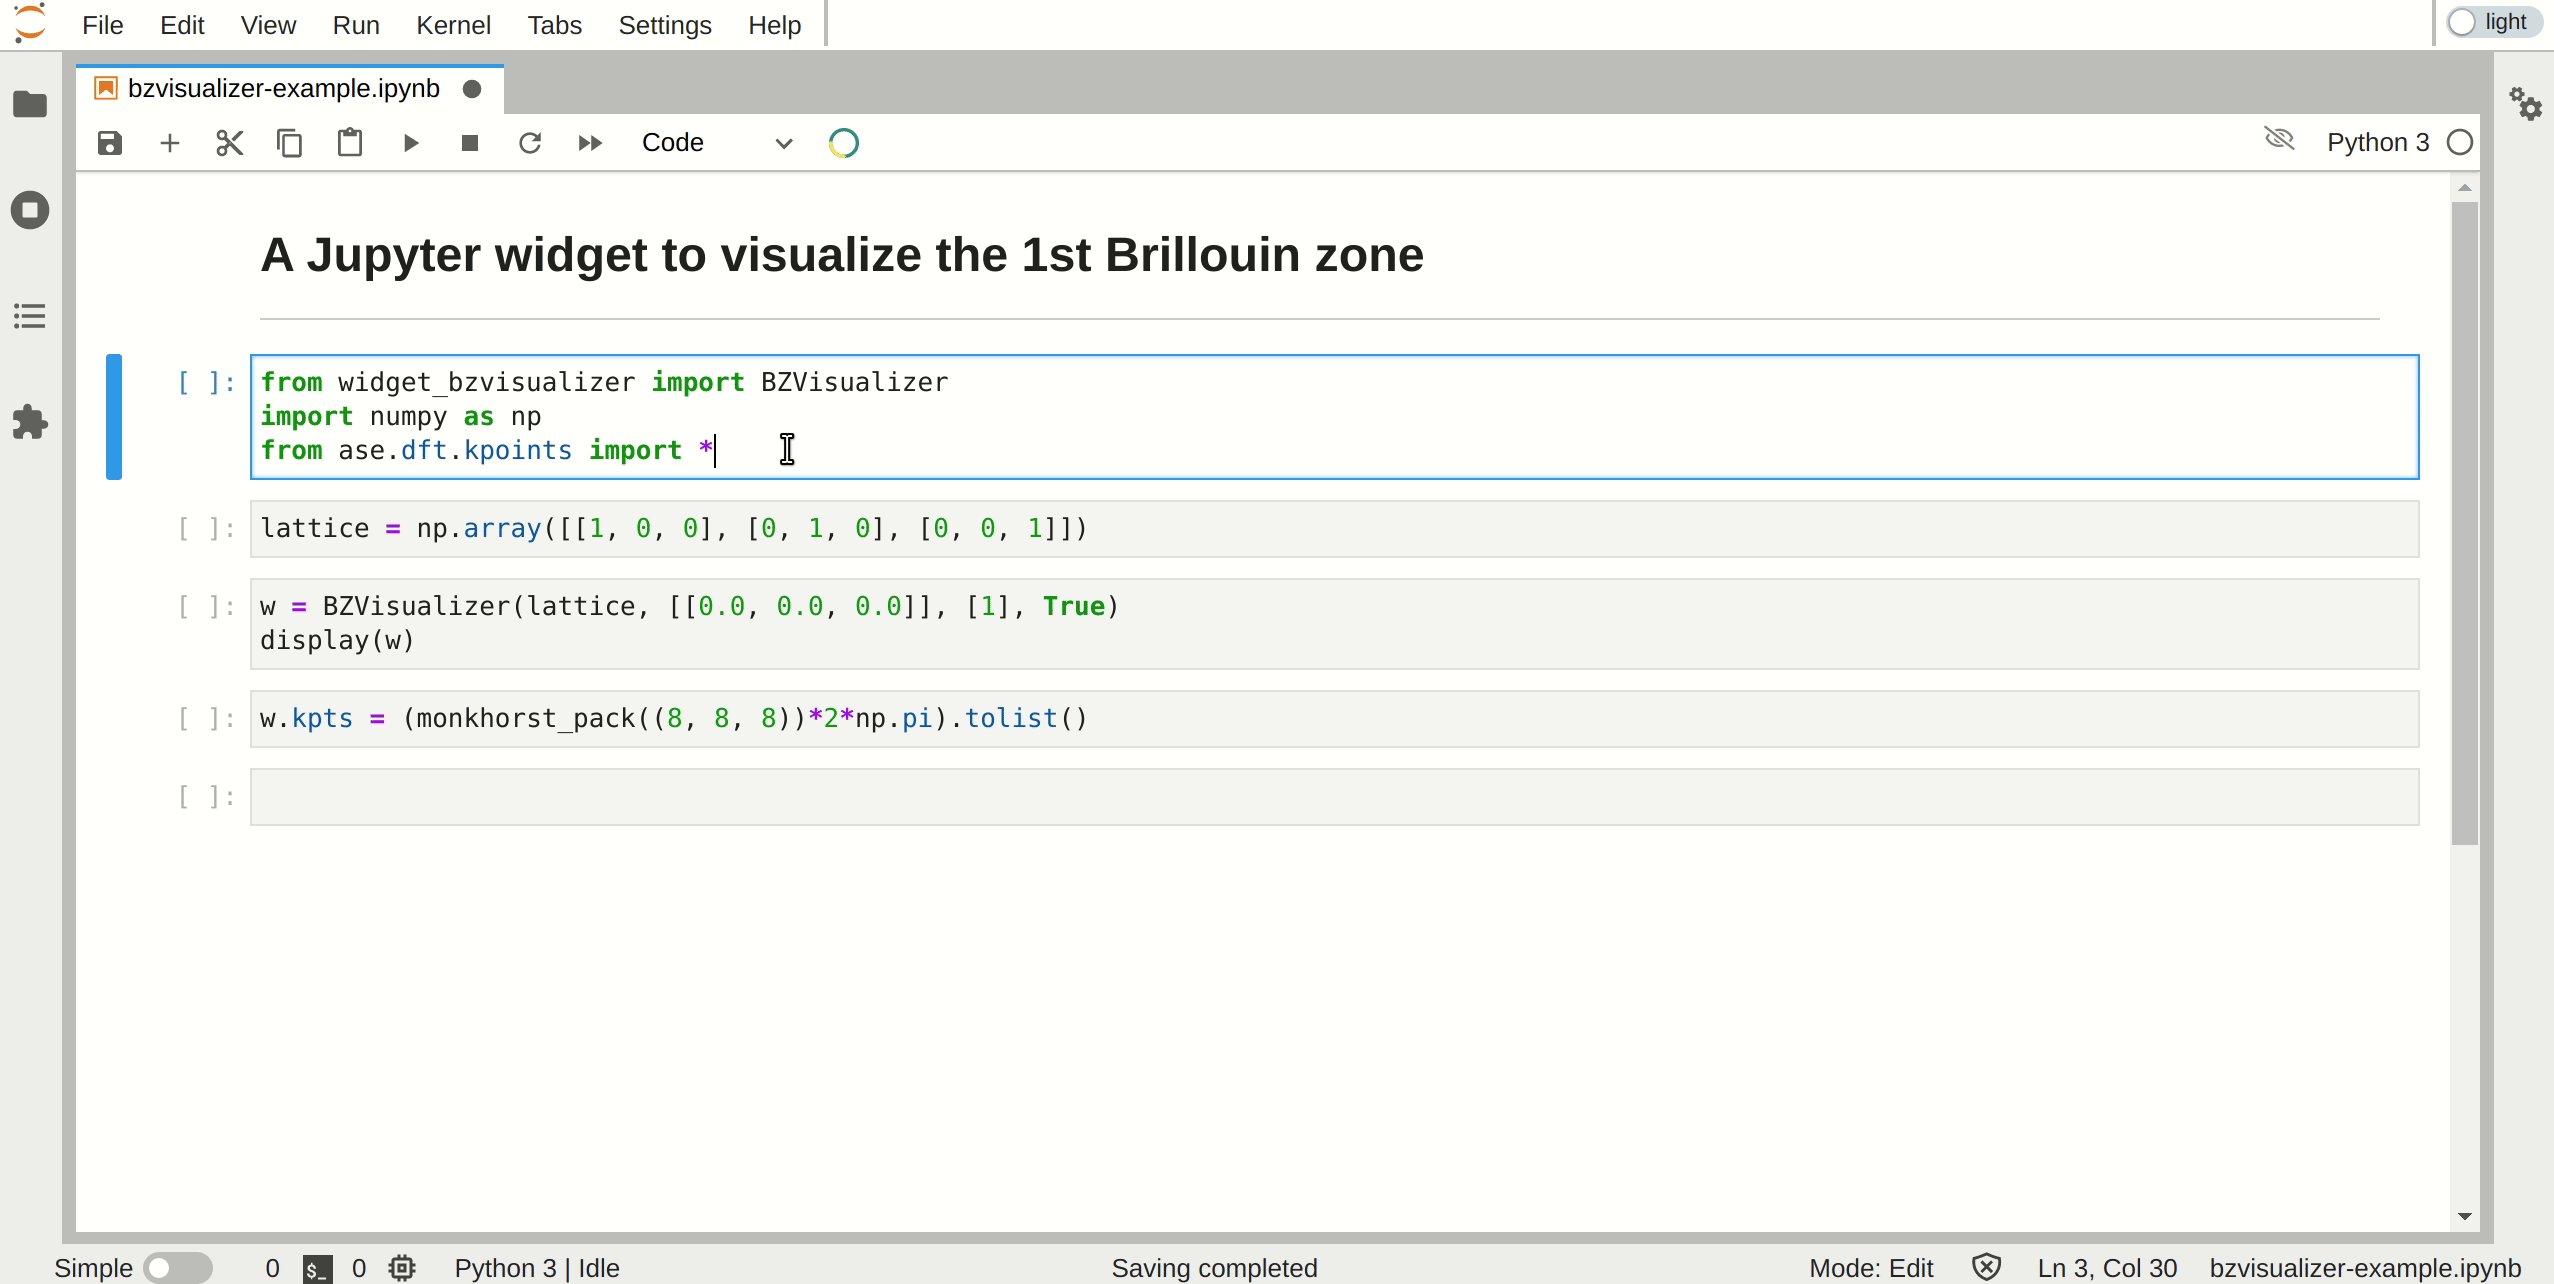 File Edit View Run Kernel Tabs Settings Help light
bzvisualizer-example.ipynb
Code Python 3
A Jupyter widget to visualize the 1st Brillouin zone
[ ]: from widget_bzvisualizer import BZVisualizer
import numpy as np
from ase.dft.kpoints import *
[ ]: lattice = np.array([[1, 0, 0], [0, 1, 0], [0, 0, 1]])
[ ]: w = BZVisualizer(lattice, [[0.0, 0.0, 0.0]], [1], True)
display(w)
[ ]: w.kpts = (monkhorst_pack((8, 8, 8))*2*np.pi).tolist()
[ ]:
Simple 0 $_ 0 Python 3 | Idle Saving completed Mode: Edit Ln 3, Col 30 bzvisualizer-example.ipynb